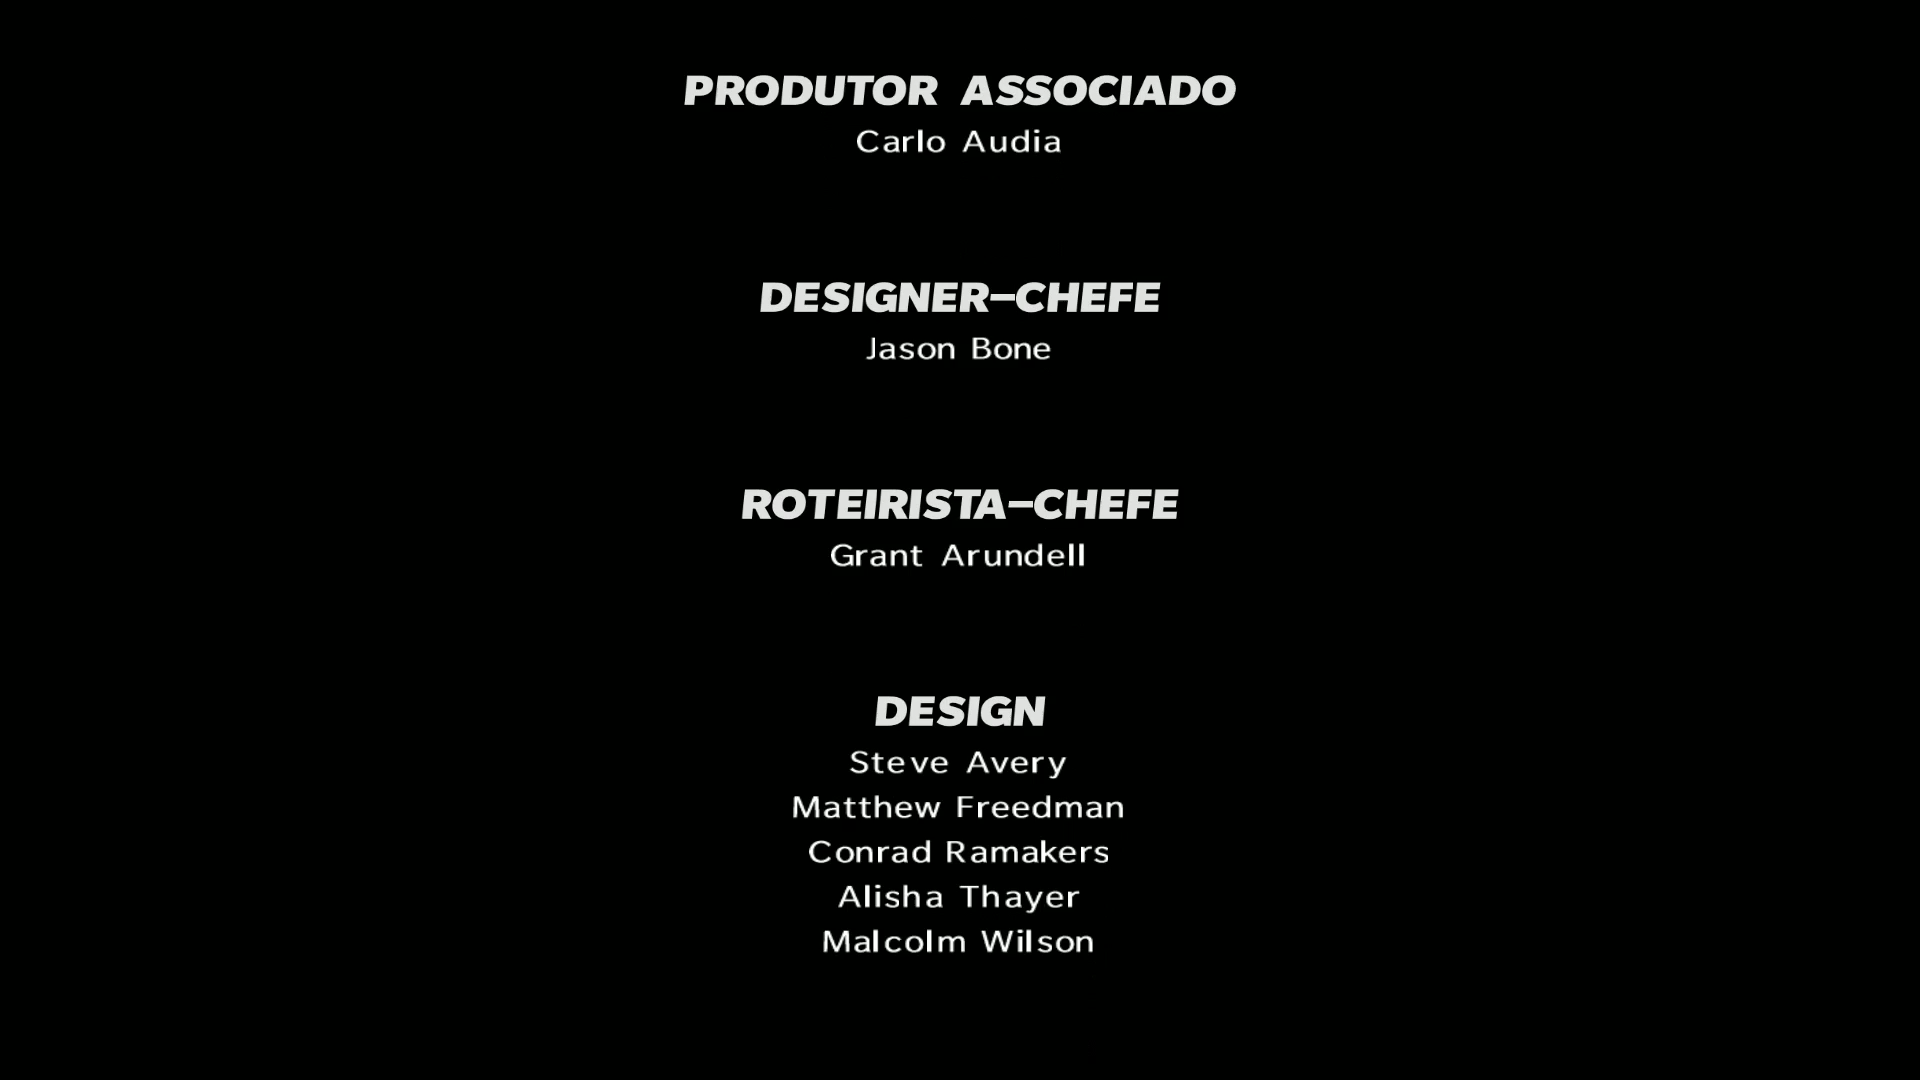 PRODUTOR ASSOCIADO
Carlo Audia
DESIGNER-CHEFE
Jason Bone
ROTEIRISTA-CHEFE
Grant Arundell
DESIGN
Steve Avery
Matthew Freedman
Conrad Ramakers
Alisha Thayer
Malcolm Wilson